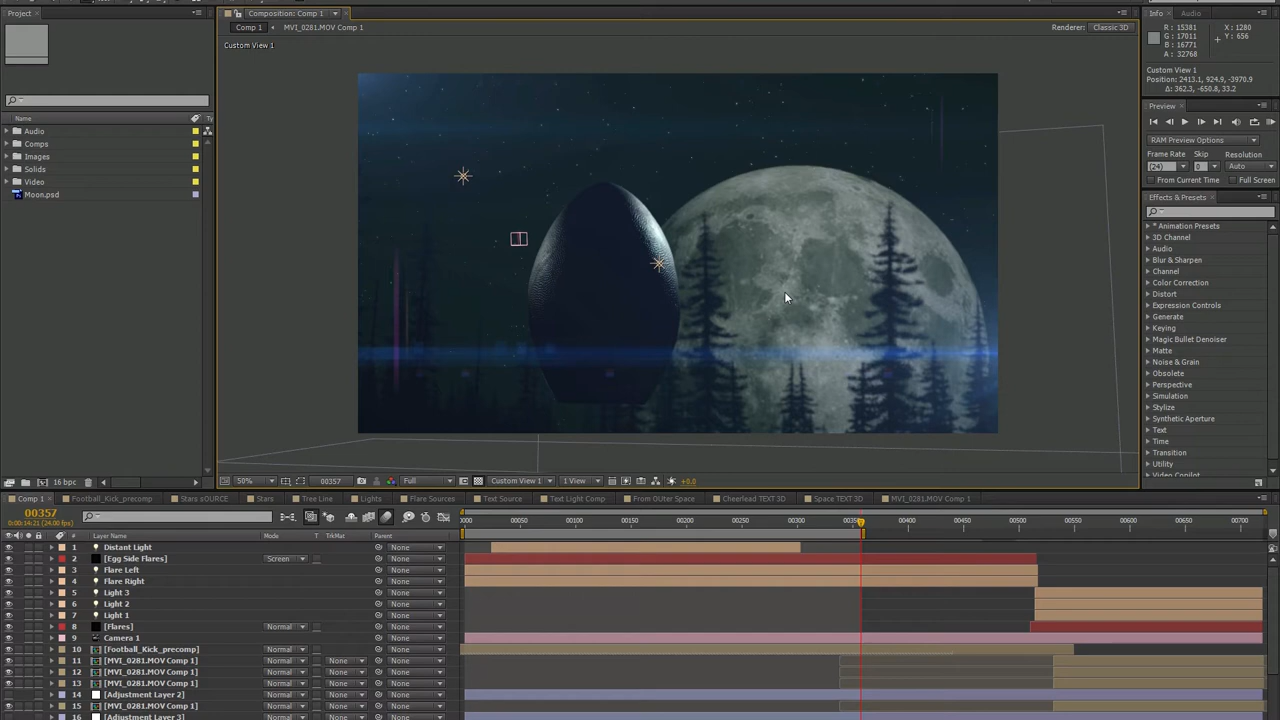 Project
Composition: Comp 1
Info
Audio
Comp 1
MVI_0281.MOV Comp 1
Renderer:
Classic 3D
Custom View 1
R : 15381
G : 17011
B : 16771
A : 32768
X : 1280
Y : 656
Position: 2413.1, 924.9, -3970.9
Δ: 362.3, -650.8, 33.2
Preview
RAM Preview Options
Frame Rate
Skip
Resolution
(24)
0
Auto
From Current Time
Full Screen
Effects & Presets
Name
Ty
Audio
Comps
Images
Solids
Video
Moon.psd
* Animation Presets
3D Channel
Audio
Blur & Sharpen
Channel
Color Correction
Distort
Expression Controls
Generate
Keying
Magic Bullet Denoiser
Matte
Noise & Grain
Obsolete
Perspective
Simulation
Stylize
Synthetic Aperture
Text
Time
Transition
Utility
Video Copilot
16 bpc
50%
00357
Full
Custom View 1
1 View
+0.0
Comp 1
Football_Kick_precomp
Stars sOURCE
Stars
Tree Line
Lights
Flare Sources
Text Source
Text Light Comp
From OUter Space
Cheerlead TEXT 3D
Space TEXT 3D
MVI_0281.MOV Comp 1
00357
0:00:14:21 (24.00 fps)
0000
00050
00100
00150
00200
00250
00300
00400
00450
00500
00550
00600
00650
00700
#
Layer Name
Mode
T
TrkMat
Parent
1 Distant Light None
2 [Egg Side Flares] Screen None
3 Flare Left None
4 Flare Right None
5 Light 3 None
6 Light 2 None
7 Light 1 None
8 [Flares] Normal None
9 Camera 1 None
10 [Football_Kick_precomp] Normal None
11 [MVI_0281.MOV Comp 1] Normal None None
12 [MVI_0281.MOV Comp 1] Normal None None
13 [MVI_0281.MOV Comp 1] Normal None None
14 [Adjustment Layer 2] Normal None None
15 [MVI_0281.MOV Comp 1] Normal None None
16 [Adjustment Layer 3] Normal None None